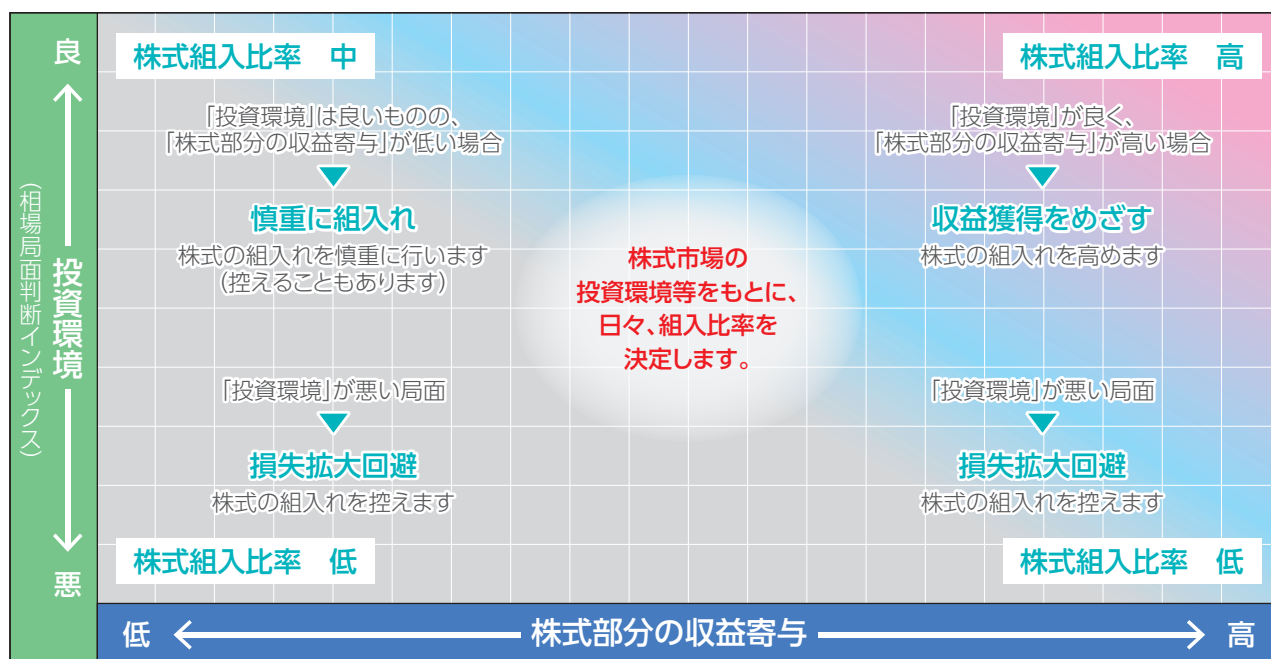 良
投資環境
(相場局面判断インデックス)
悪
株式組入比率 中
「投資環境」は良いものの、
「株式部分の収益寄与」が低い場合
慎重に組入れ
株式の組入れを慎重に行います
(控えることもあります)
株式組入比率 高
「投資環境」が良く、
「株式部分の収益寄与」が高い場合
収益獲得をめざす
株式の組入れを高めます
株式市場の
投資環境等をもとに、
日々、組入比率を
決定します。
「投資環境」が悪い局面
損失拡大回避
株式の組入れを控えます
株式組入比率 低
「投資環境」が悪い局面
損失拡大回避
株式の組入れを控えます
株式組入比率 低
低
株式部分の収益寄与
高